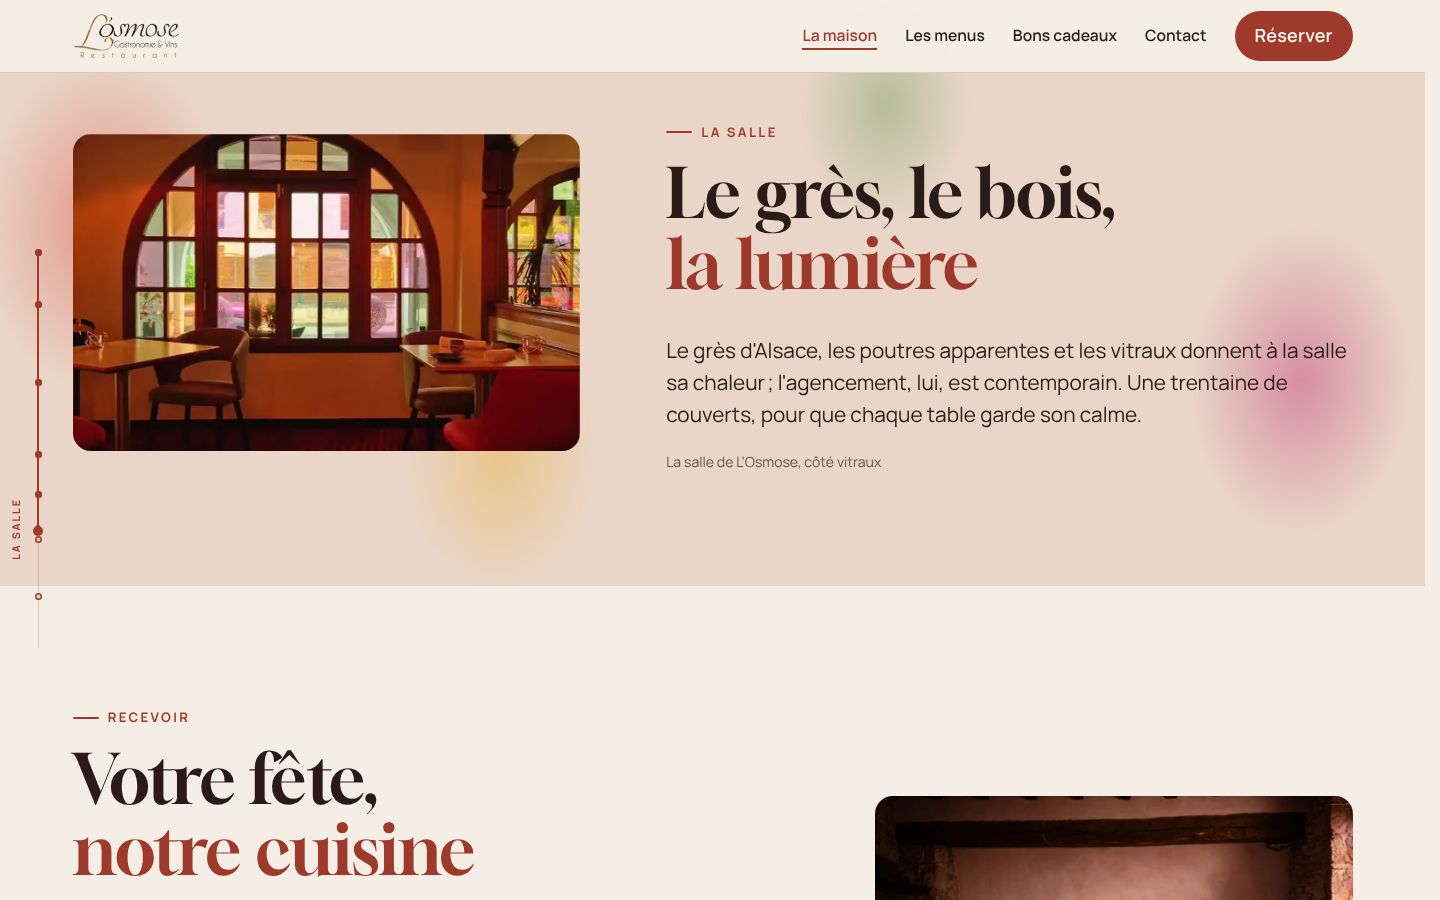 L'osmose
Gastronomie & Vins
Restaurant
La maison
Les menus
Bons cadeaux
Contact
Réserver
LA SALLE
Le grès, le bois,
la lumière
Le grès d'Alsace, les poutres apparentes et les vitraux donnent à la salle
sa chaleur ; l'agencement, lui, est contemporain. Une trentaine de
couverts, pour que chaque table garde son calme.
La salle de L'Osmose, côté vitraux
LA SALLE
RECEVOIR
Votre fête,
notre cuisine